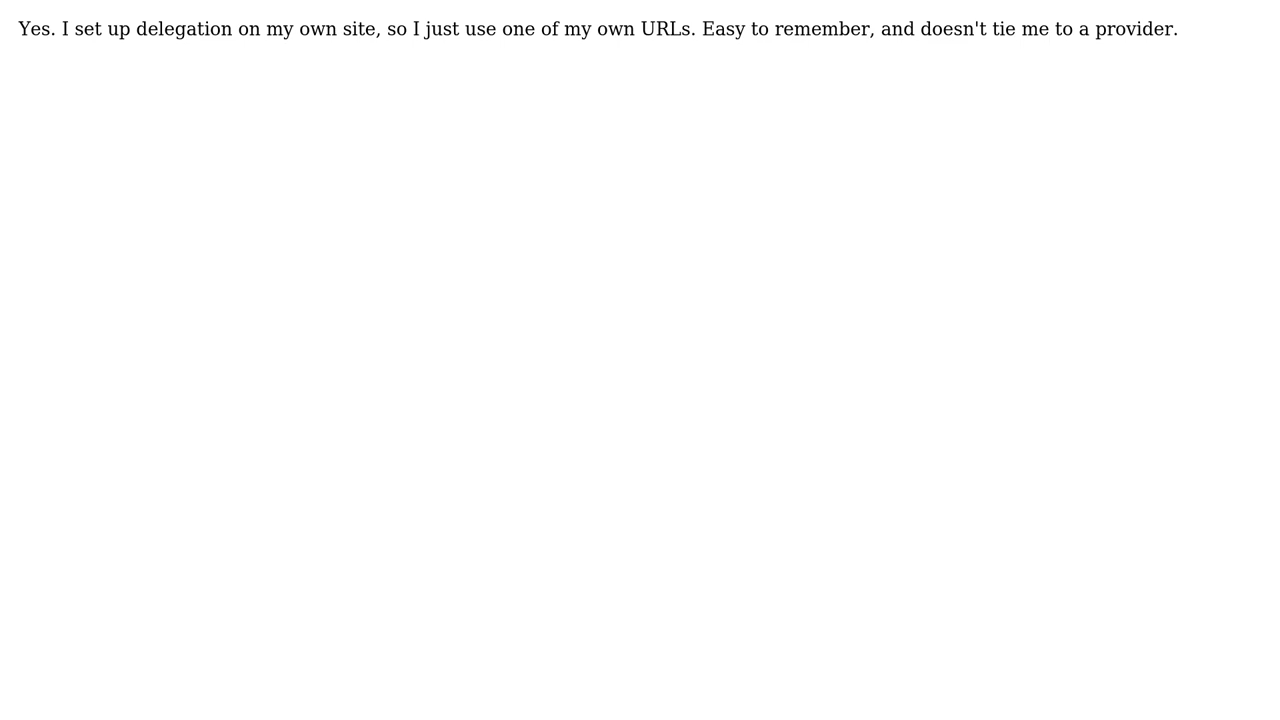 Yes. I set up delegation on my own site, so I just use one of my own URLs. Easy to remember, and doesn't tie me to a provider.